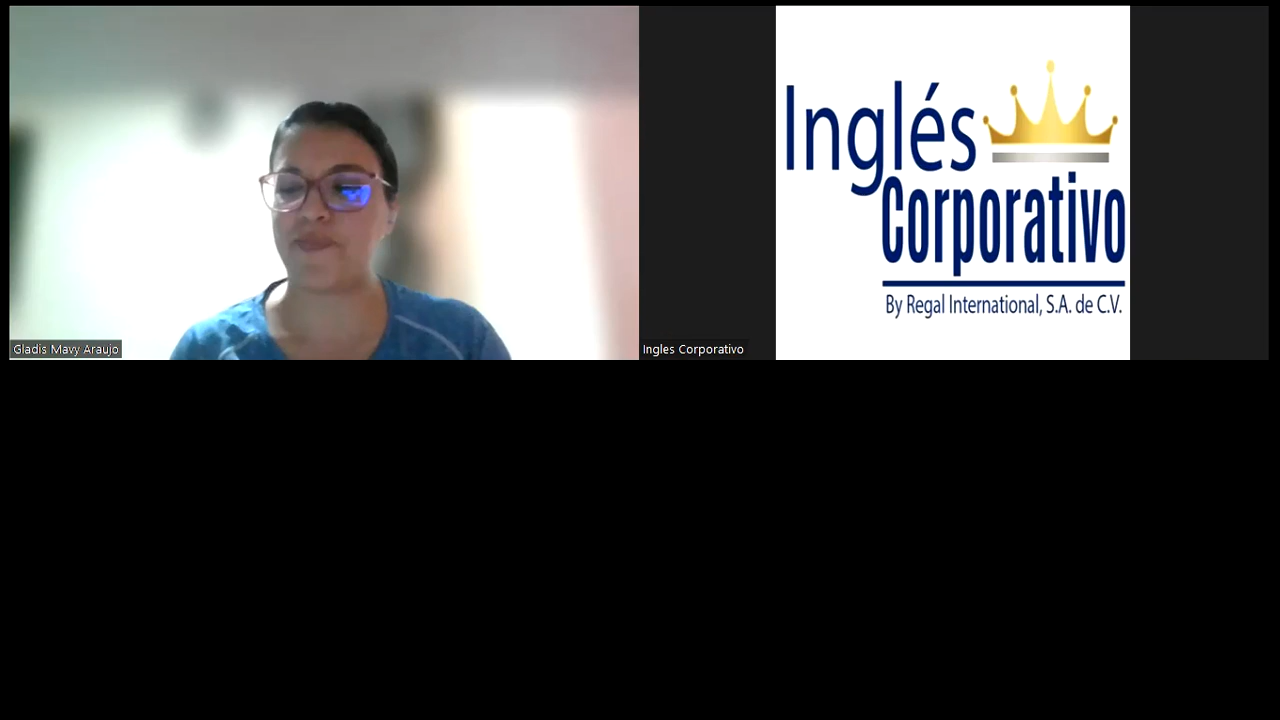 Inglés
Corporativo
By Regal International, S.A. de C.V.
Gladis Mavy Araujo
Ingles Corporativo